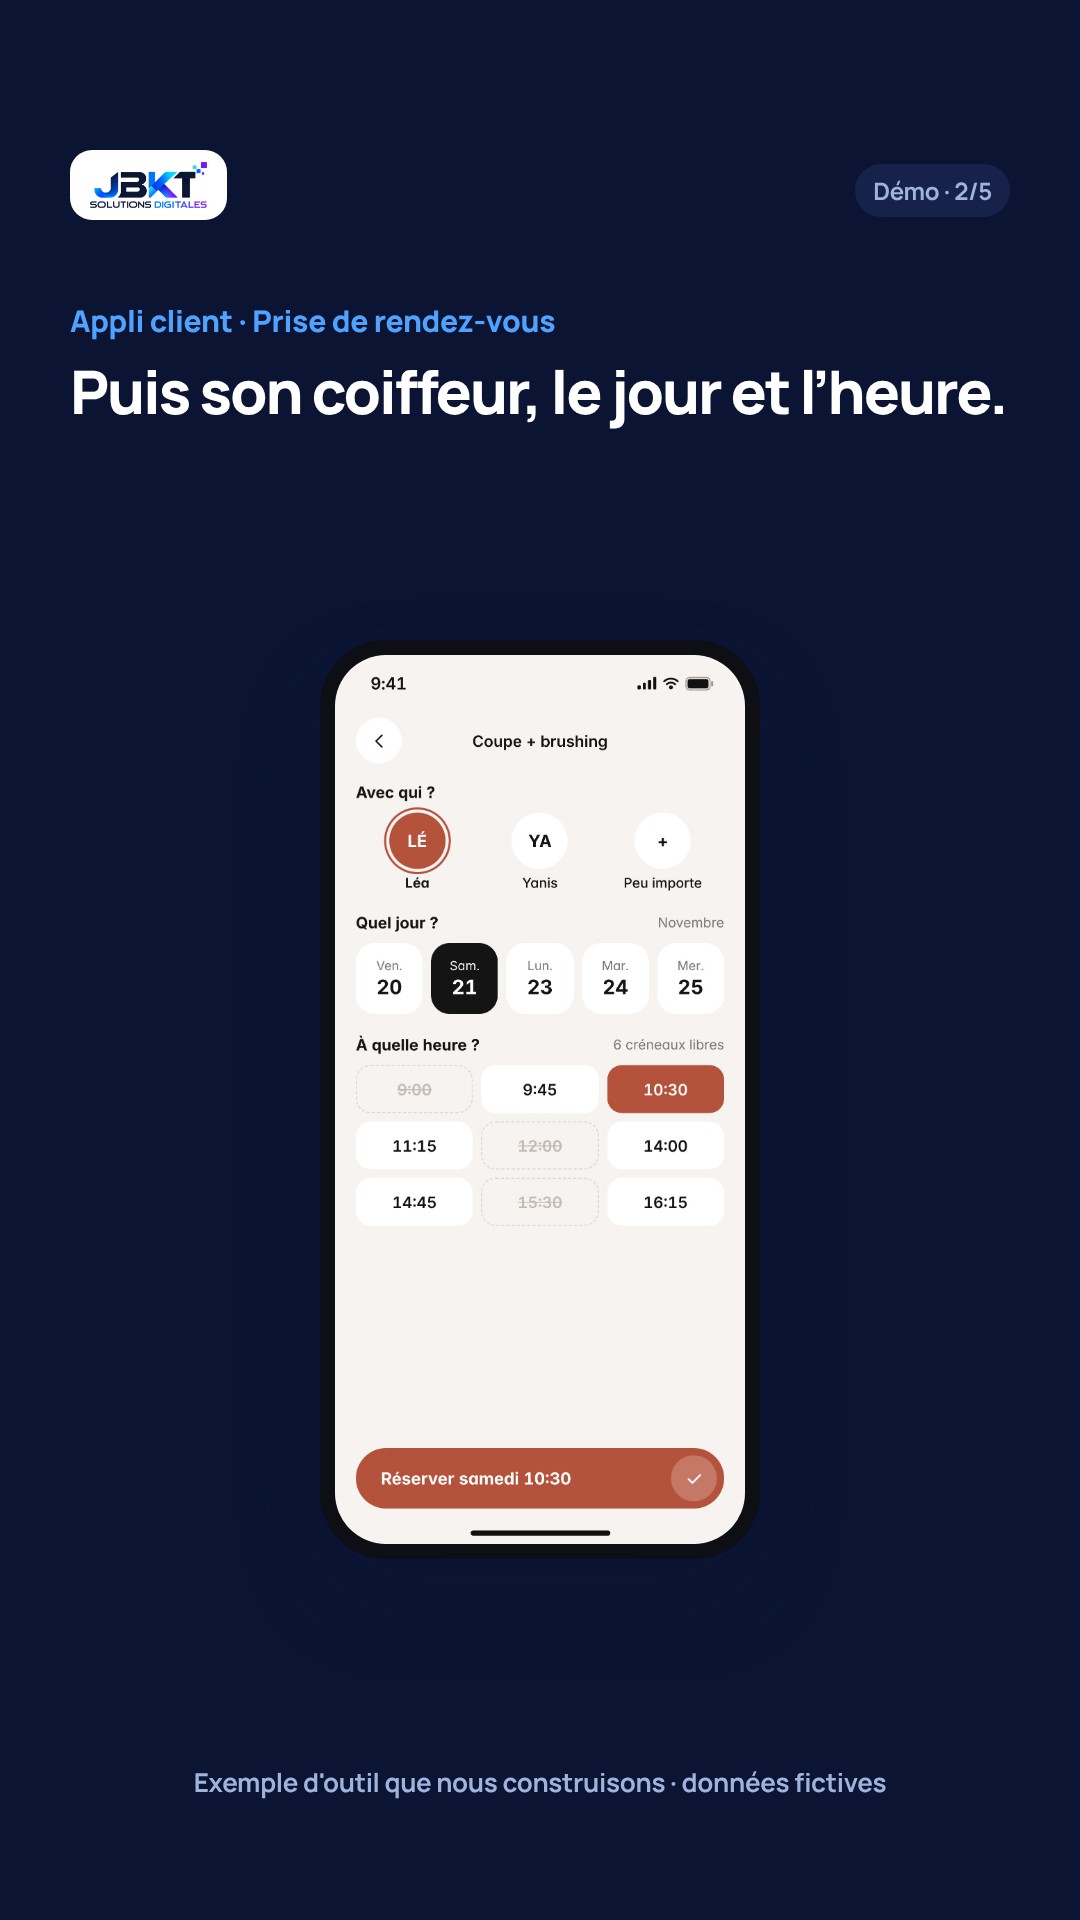 JBKT
SOLUTIONS DIGITALES
Démo · 2/5
Appli client · Prise de rendez-vous
Puis son coiffeur, le jour et l’heure.
9:41
Coupe + brushing
Avec qui ?
LÉ YA +
Léa Yanis Peu importe
Quel jour ? Novembre
Ven. Sam. Lun. Mar. Mer.
20 21 23 24 25
À quelle heure ? 6 créneaux libres
9:00 9:45 10:30
11:15 12:00 14:00
14:45 15:30 16:15
Réserver samedi 10:30
Exemple d'outil que nous construisons · données fictives